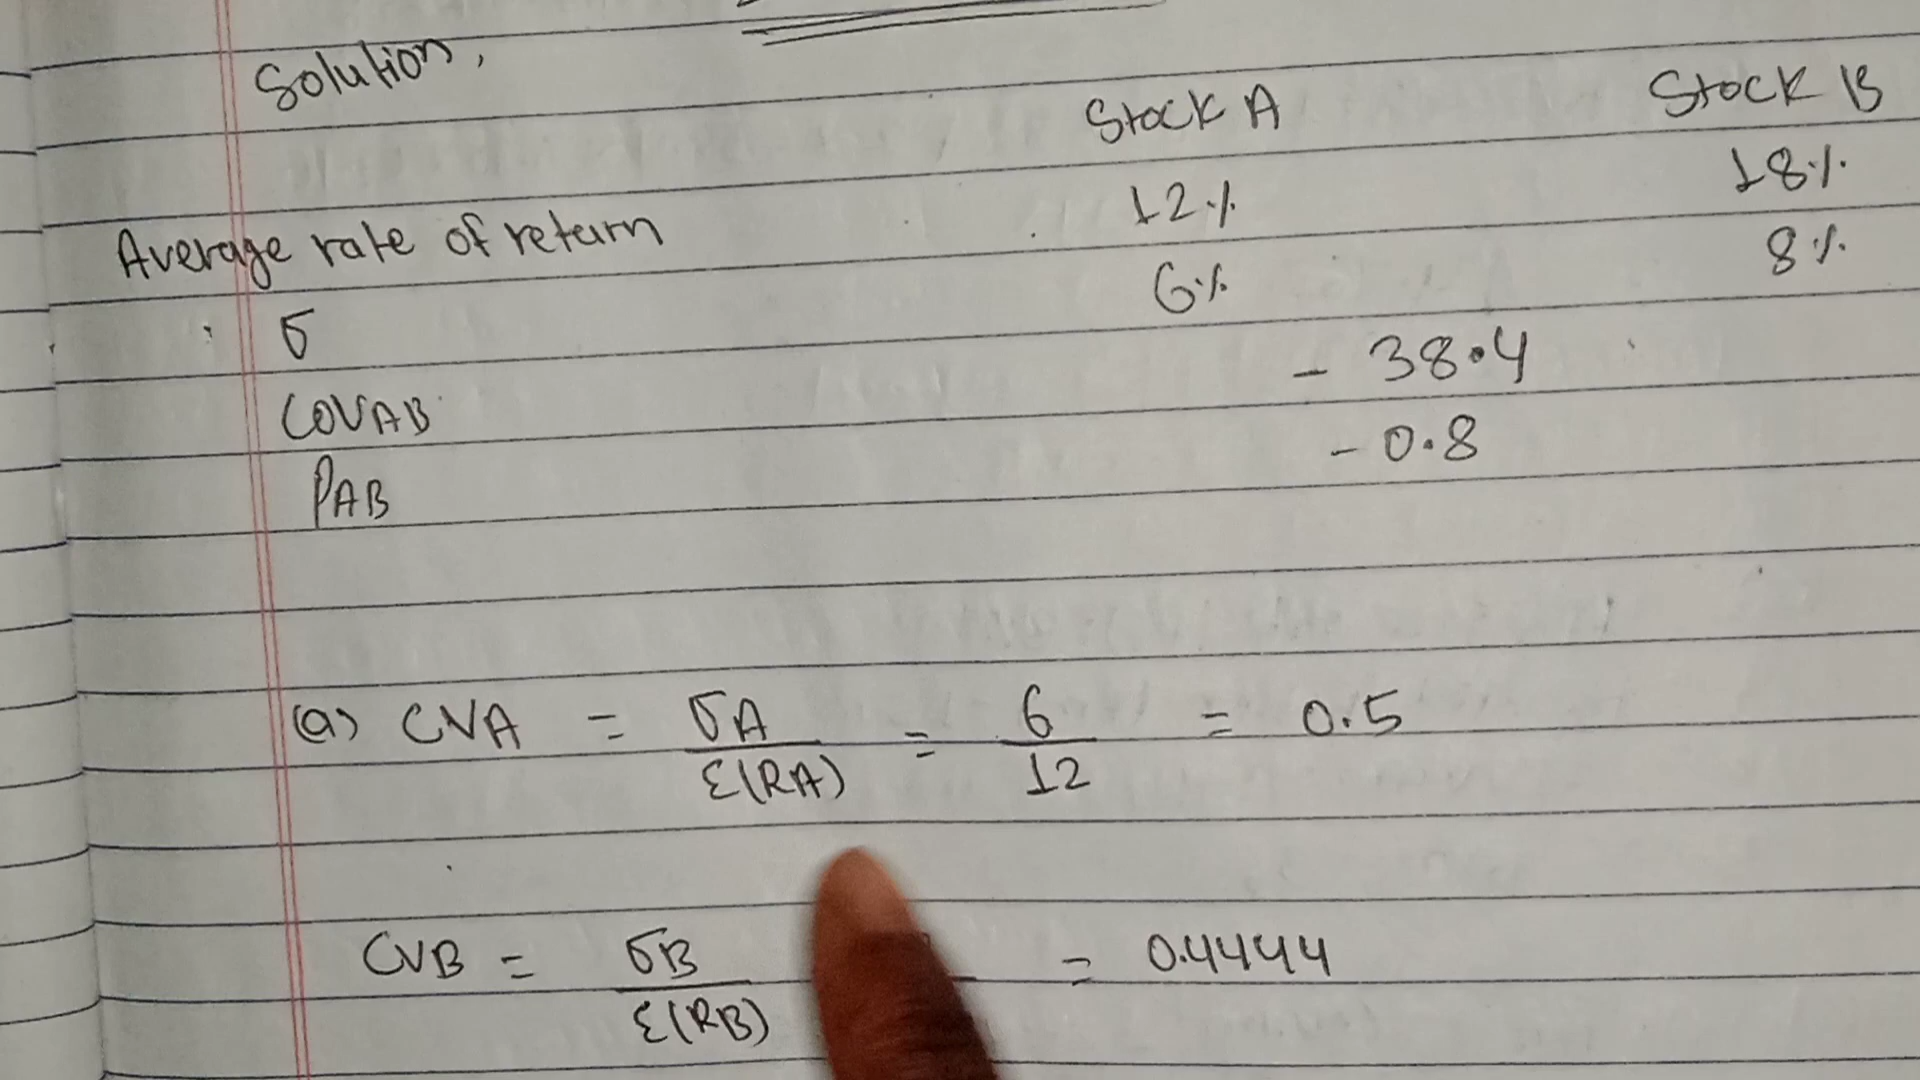 Solution,
Stock A Stock B
Average rate of return 12% 18%
σ 6% 8%
COVAB - 38.4
PAB - 0.8
(a) CVA = σA / E(RA) = 6 / 12 = 0.5
CVB = σB / E(RB) = 0.4444